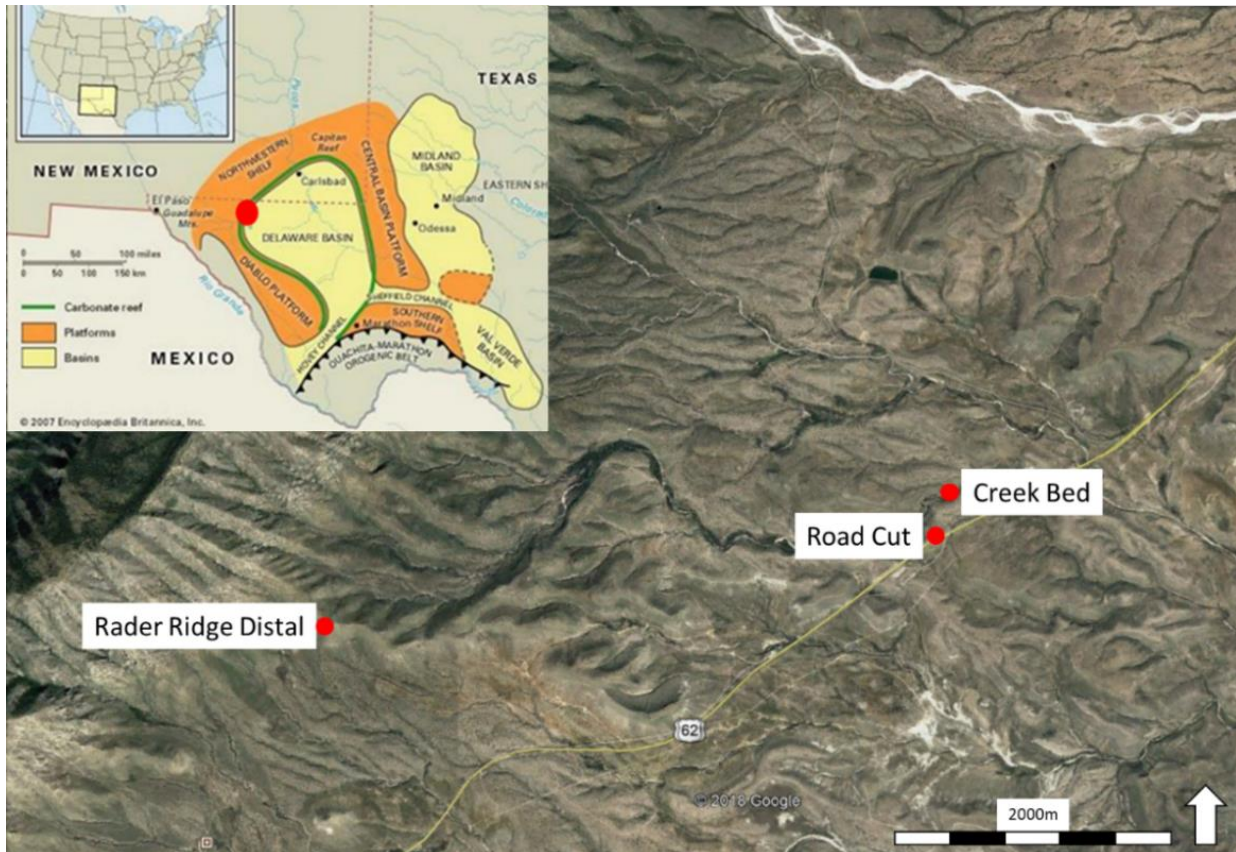 TEXAS
NEW MEXICO
NORTHWESTERN SHELF
Capitan
Reef
Pecos
Carlsbad
CENTRAL BASIN PLATFORM
MIDLAND
BASIN
EASTERN SH
Midland
Colorad
Odessa
El Paso
Guadalupe
Mts.
DELAWARE BASIN
DIABLO PLATFORM
0 50 100 miles
0 50 100 150 km
Rio Grande
SHEFFIELD CHANNEL
SOUTHERN
SHELF
Marathon
HOVEY CHANNEL
VAL VERDE
BASIN
OUACHITA-MARATHON
OROGENIC BELT
Carbonate reef
Platforms
Basins
MEXICO
© 2007 Encyclopædia Britannica, Inc.
Creek Bed
Road Cut
Rader Ridge Distal
62
© 2018 Google
2000m